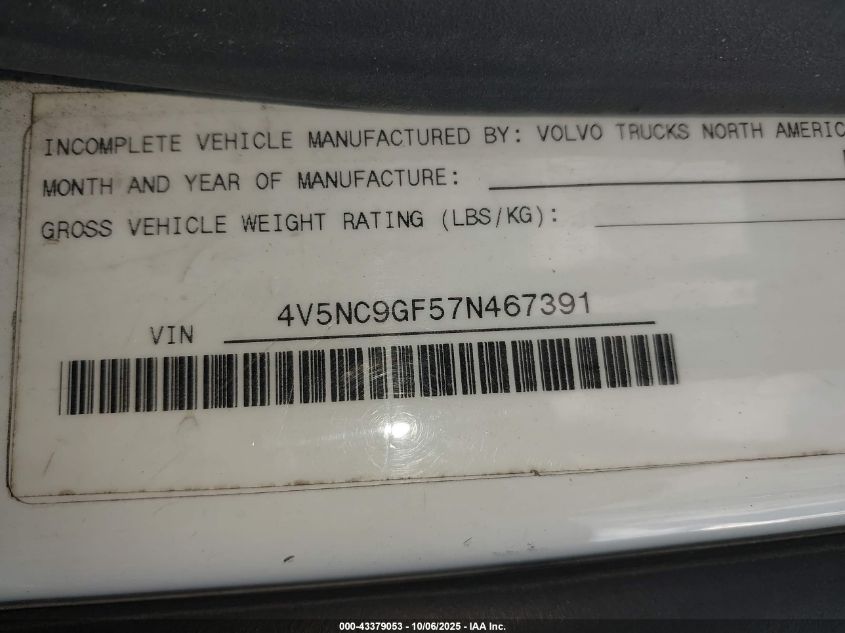 INCOMPLETE VEHICLE MANUFACTURED BY: VOLVO TRUCKS NORTH AMERIC
MONTH AND YEAR OF MANUFACTURE:
GROSS VEHICLE WEIGHT RATING (LBS/KG):
VIN 4V5NC9GF57N467391
000-43379053 - 10/06/2025 - IAA Inc.